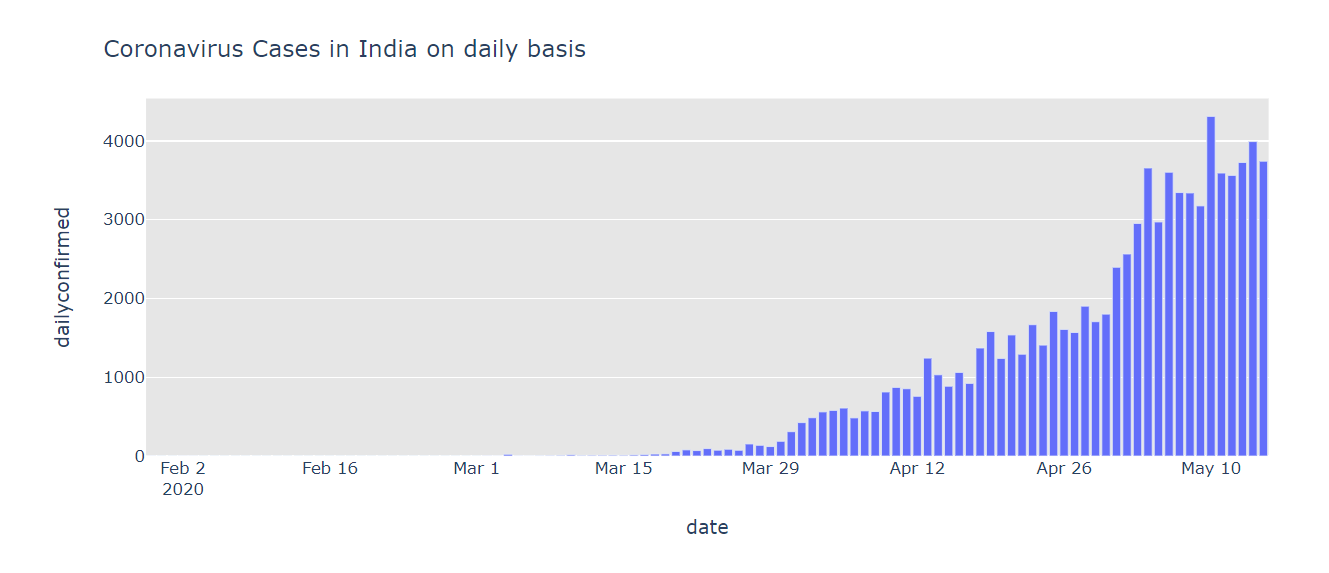 Coronavirus Cases in India on daily basis
4000
3000
2000
1000
0
dailyconfirmed
Feb 2 Feb 16 Mar 1 Mar 15 Mar 29 Apr 12 Apr 26 May 10
2020
date